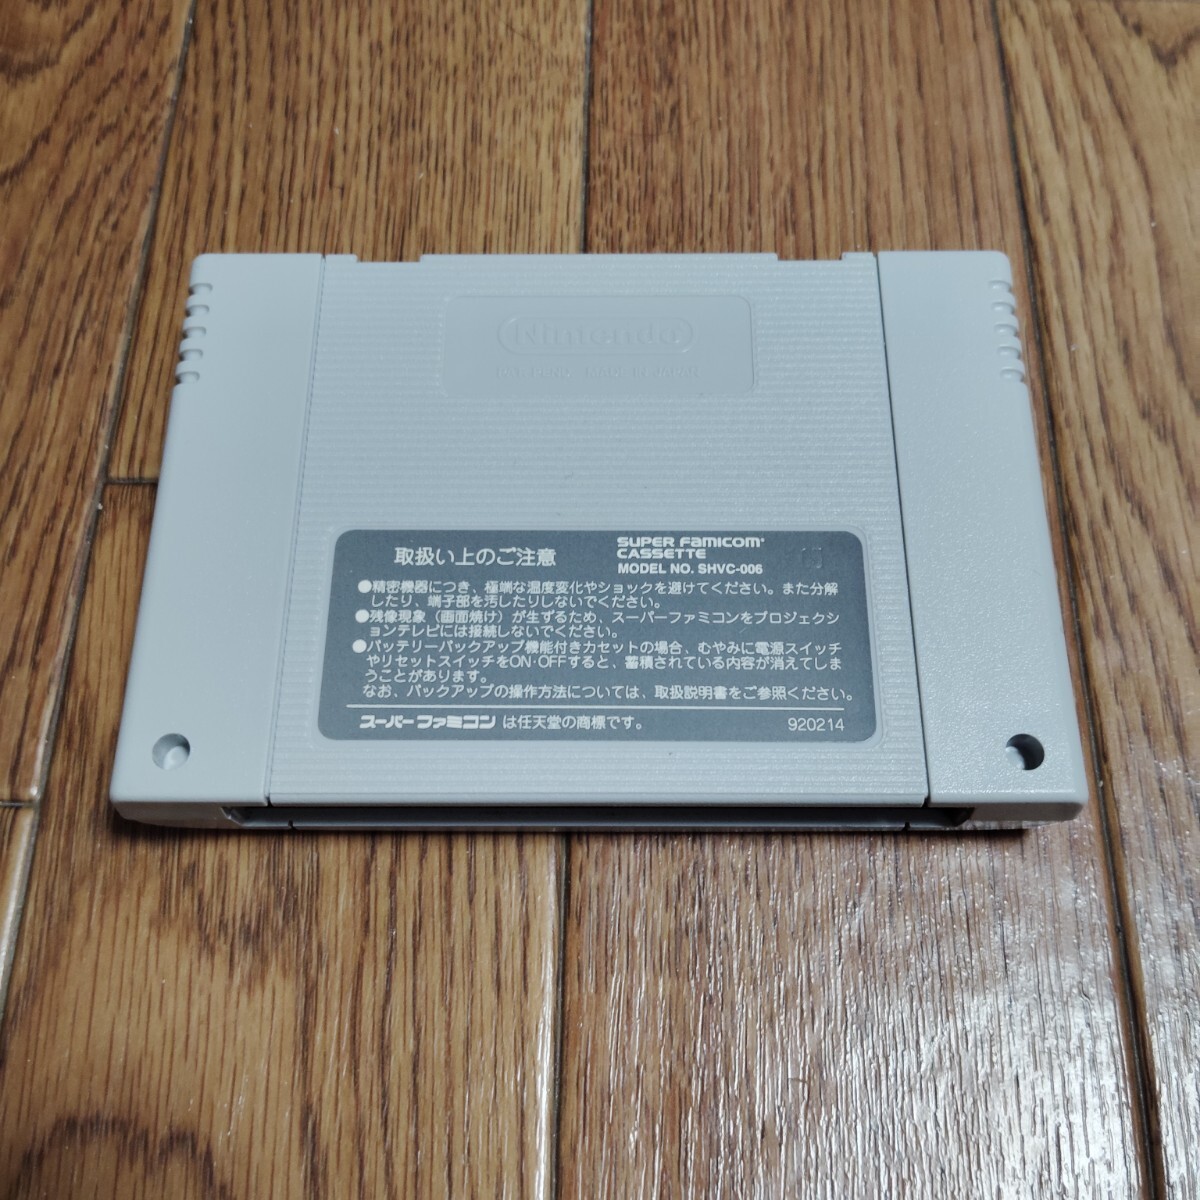 Nintendo
PAT. PEND. MADE IN JAPAN
取扱い上のご注意
SUPER FAMICOM
CASSETTE
MODEL NO. SHVC-006
●精密機器につき、極端な温度変化やショックを避けてください。また分解
したり、端子部を汚したりしないでください。
●残像現象(画面焼け)が生ずるため、スーパーファミコンをプロジェクシ
ョンテレビには接続しないでください。
●バッテリーバックアップ機能付きカセットの場合、むやみに電源スイッチ
やリセットスイッチをON・OFFすると、蓄積されている内容が消えてしま
うことがあります。
なお、バックアップの操作方法については、取扱説明書をご参照ください。
スーパーファミコン は任天堂の商標です。
920214